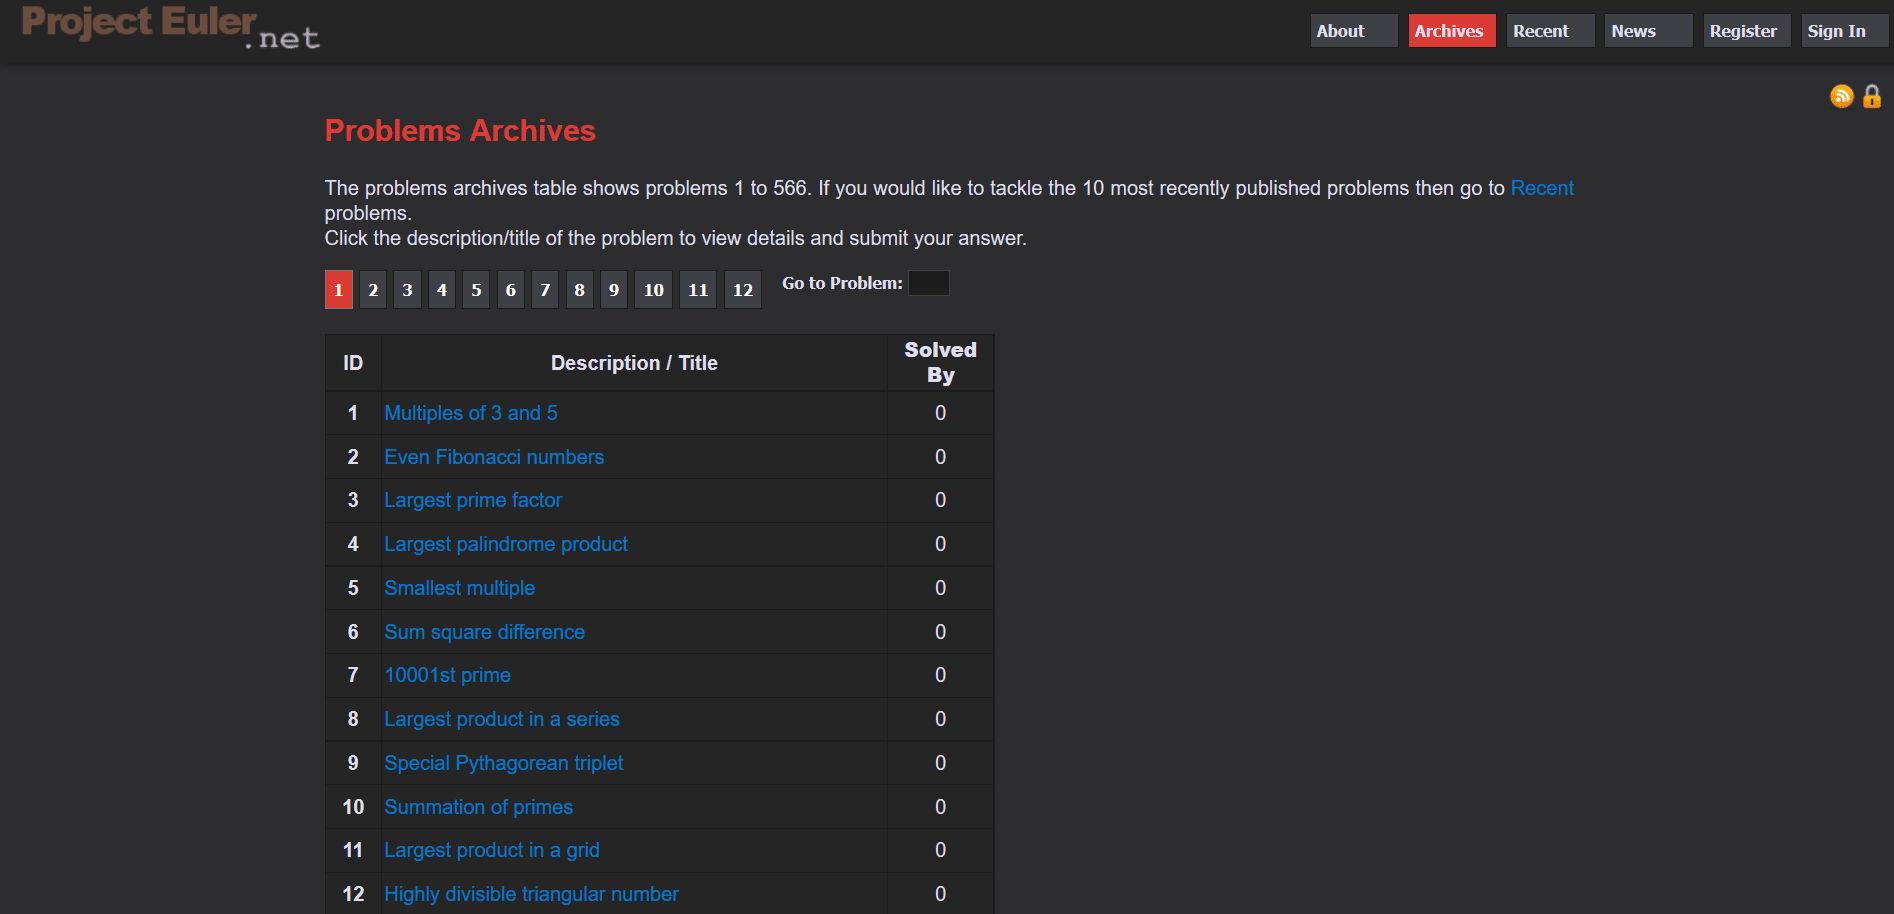 Project Euler.net
About Archives Recent News Register Sign In
Problems Archives
The problems archives table shows problems 1 to 566. If you would like to tackle the 10 most recently published problems then go to Recent
problems.
Click the description/title of the problem to view details and submit your answer.
1 2 3 4 5 6 7 8 9 10 11 12 Go to Problem:
ID Description / Title Solved By
1 Multiples of 3 and 5 0
2 Even Fibonacci numbers 0
3 Largest prime factor 0
4 Largest palindrome product 0
5 Smallest multiple 0
6 Sum square difference 0
7 10001st prime 0
8 Largest product in a series 0
9 Special Pythagorean triplet 0
10 Summation of primes 0
11 Largest product in a grid 0
12 Highly divisible triangular number 0